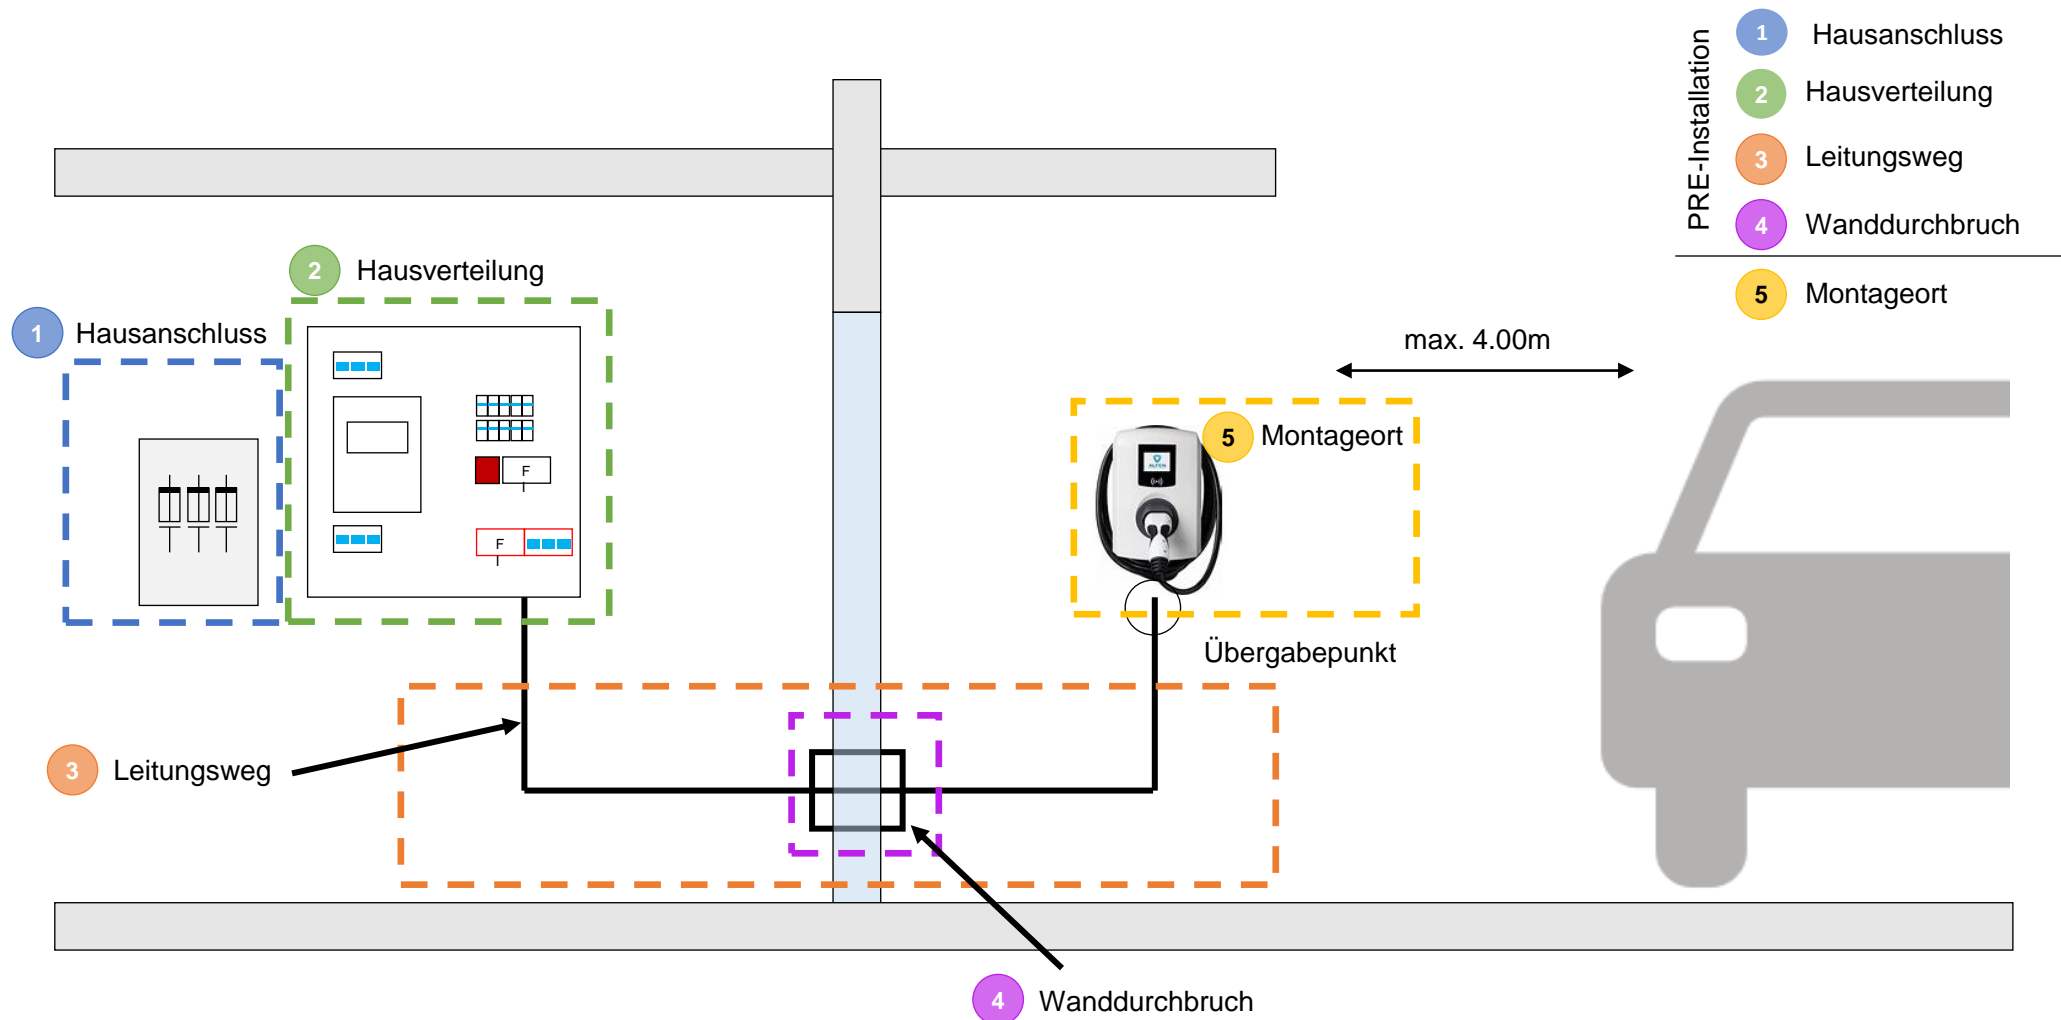 PRE-Installation
1 Hausanschluss
2 Hausverteilung
3 Leitungsweg
4 Wanddurchbruch
5 Montageort
2 Hausverteilung
1 Hausanschluss
max. 4.00m
5 Montageort
F
F
Übergabepunkt
3 Leitungsweg
4 Wanddurchbruch